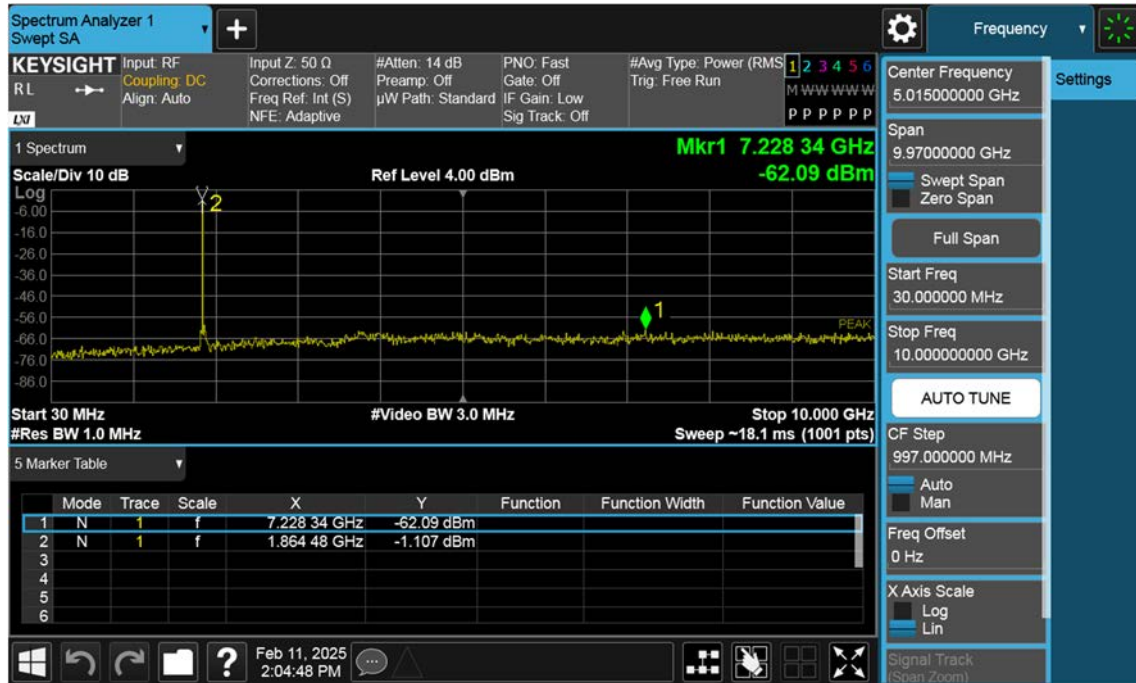 Spectrum Analyzer 1
Swept SA
Frequency
KEYSIGHT
RL
LXI
Input: RF
Coupling: DC
Align: Auto
Input Z: 50 Ω
Corrections: Off
Freq Ref: Int (S)
NFE: Adaptive
#Atten: 14 dB
Preamp: Off
µW Path: Standard
PNO: Fast
Gate: Off
IF Gain: Low
Sig Track: Off
#Avg Type: Power (RMS
Trig: Free Run
1 2 3 4 5 6
M W W W W W
P P P P P P
1 Spectrum
Mkr1 7.228 34 GHz
-62.09 dBm
Scale/Div 10 dB
Ref Level 4.00 dBm
Log
-6.00
-16.0
-26.0
-36.0
-46.0
-56.0
-66.0
-76.0
-86.0
2
1
PEAK
Start 30 MHz
#Video BW 3.0 MHz
Stop 10.000 GHz
#Res BW 1.0 MHz
Sweep ~18.1 ms (1001 pts)
5 Marker Table
Mode Trace Scale X Y Function Function Width Function Value
1 N 1 f 7.228 34 GHz -62.09 dBm
2 N 1 f 1.864 48 GHz -1.107 dBm
3
4
5
6
Feb 11, 2025
2:04:48 PM
Center Frequency
5.015000000 GHz
Settings
Span
9.97000000 GHz
Swept Span
Zero Span
Full Span
Start Freq
30.000000 MHz
Stop Freq
10.000000000 GHz
AUTO TUNE
CF Step
997.000000 MHz
Auto
Man
Freq Offset
0 Hz
X Axis Scale
Log
Lin
Signal Track
(Span Zoom)